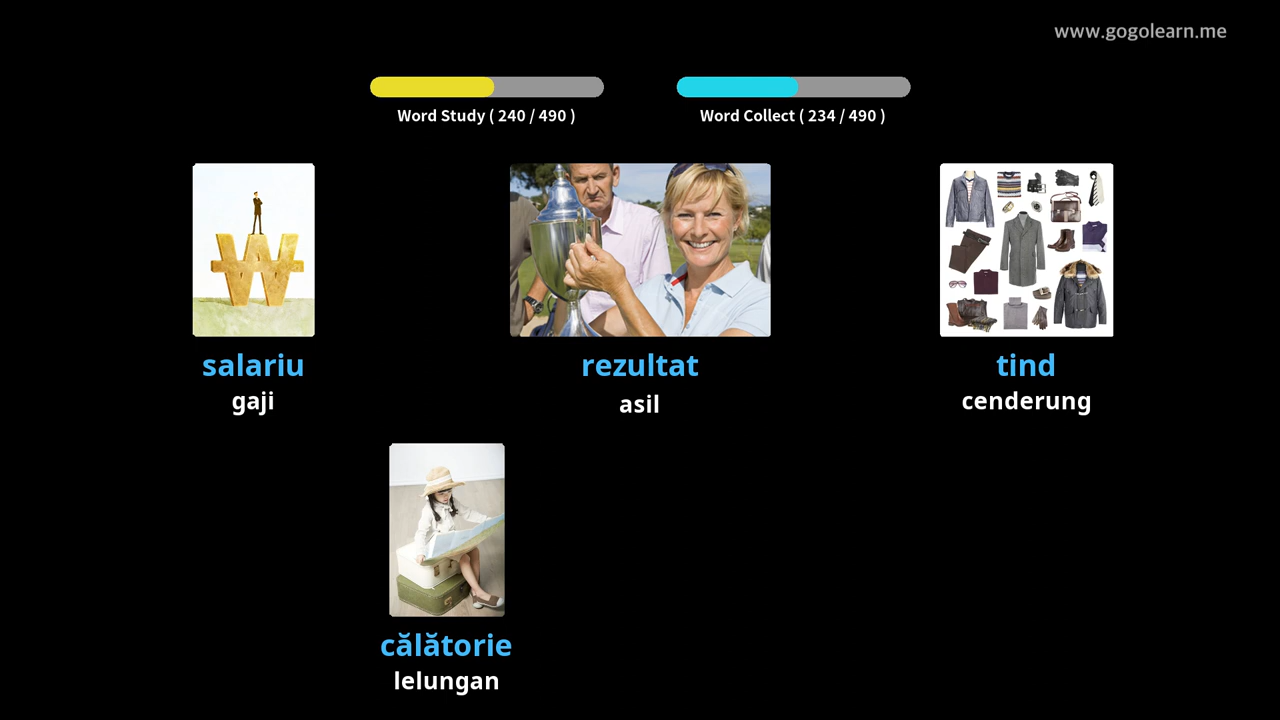 www.gogolearn.me
Word Study ( 240 / 490 )
Word Collect ( 234 / 490 )
salariu
gaji
rezultat
asil
tind
cenderung
călătorie
lelungan